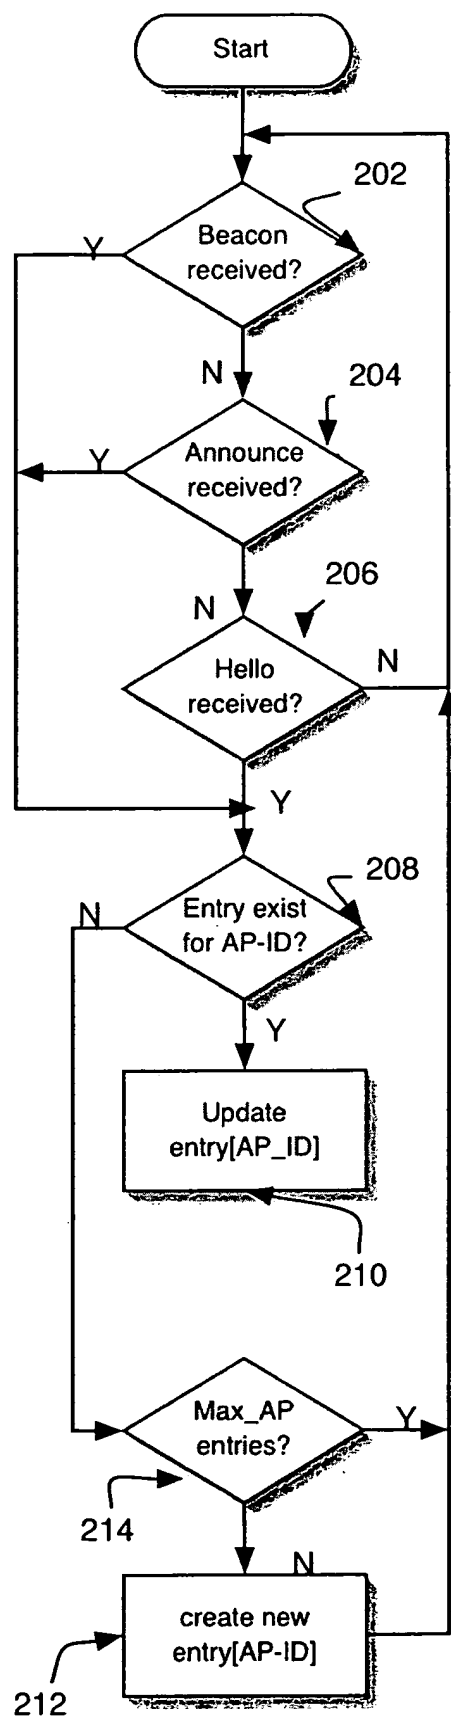 Start
202
Beacon
received?
Y
N
204
Announce
received?
Y
N
206
Hello
received?
N
Y
208
Entry exist
for AP-ID?
N
Y
Update
entry[AP_ID]
210
Max_AP
entries?
Y
214
N
create new
entry[AP-ID]
212